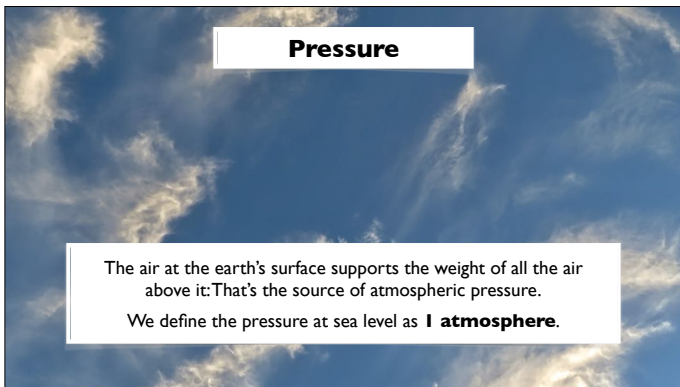 Pressure
The air at the earth’s surface supports the weight of all the air
above it: That’s the source of atmospheric pressure.
We define the pressure at sea level as 1 atmosphere.